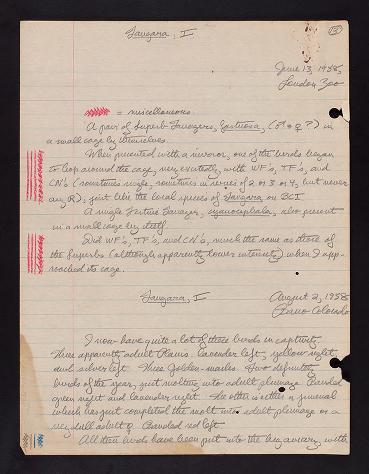 Tangara, I
(13)
June 13, 1958,
London Zoo
= miscellaneous.
A pair of Superb Tanagers, fastuosa, (♂ + ♀?) in
a small cage by themselves.
When presented with a mirror, one of the birds began
to hop around the cage, very excitedly, with WF's, TF's, and
CN's (sometimes single, sometimes in series of 2 or 3 or 4, but never
any R), just like the local species of Tangara on BCI
A single Festive Tanager, cyanocephala, also present
in a small cage by itself
Did WF's, TF's, and CN's, much the same as those of
the Superbs (although apparently lower intensity) when I app-
roached its cage.
Tangara, I
August 2, 1958
Barro Colorado
I now have quite a lot of these birds in captivity.
Three apparently adult Plains. Lavender left, yellow right,
and silver left. Three Golden-masks. Two definitely
birds of the year, just molting into adult plumage. Banded
green right and lavender right. The other is either a juvenal
which has just completed the molt into adult plumage or a
very dull adult ♀. Banded red left
All these birds have been put into the big aviary, with